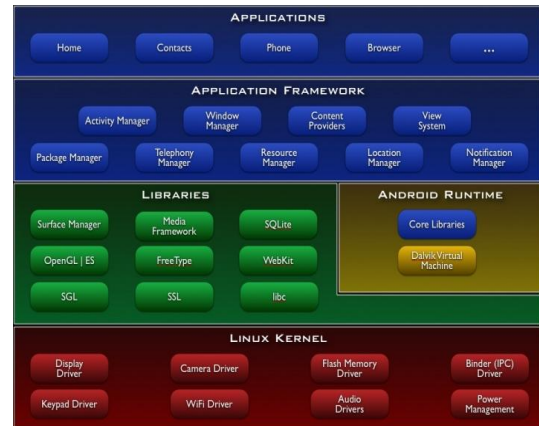 APPLICATIONS
Home Contacts Phone Browser ...
APPLICATION FRAMEWORK
Activity Manager Window Manager Content Providers View System
Package Manager Telephony Manager Resource Manager Location Manager Notification Manager
LIBRARIES
Surface Manager Media Framework SQLite
OpenGL | ES FreeType WebKit
SGL SSL libc
ANDROID RUNTIME
Core Libraries
Dalvik Virtual Machine
LINUX KERNEL
Display Driver Camera Driver Flash Memory Driver Binder (IPC) Driver
Keypad Driver WiFi Driver Audio Drivers Power Management